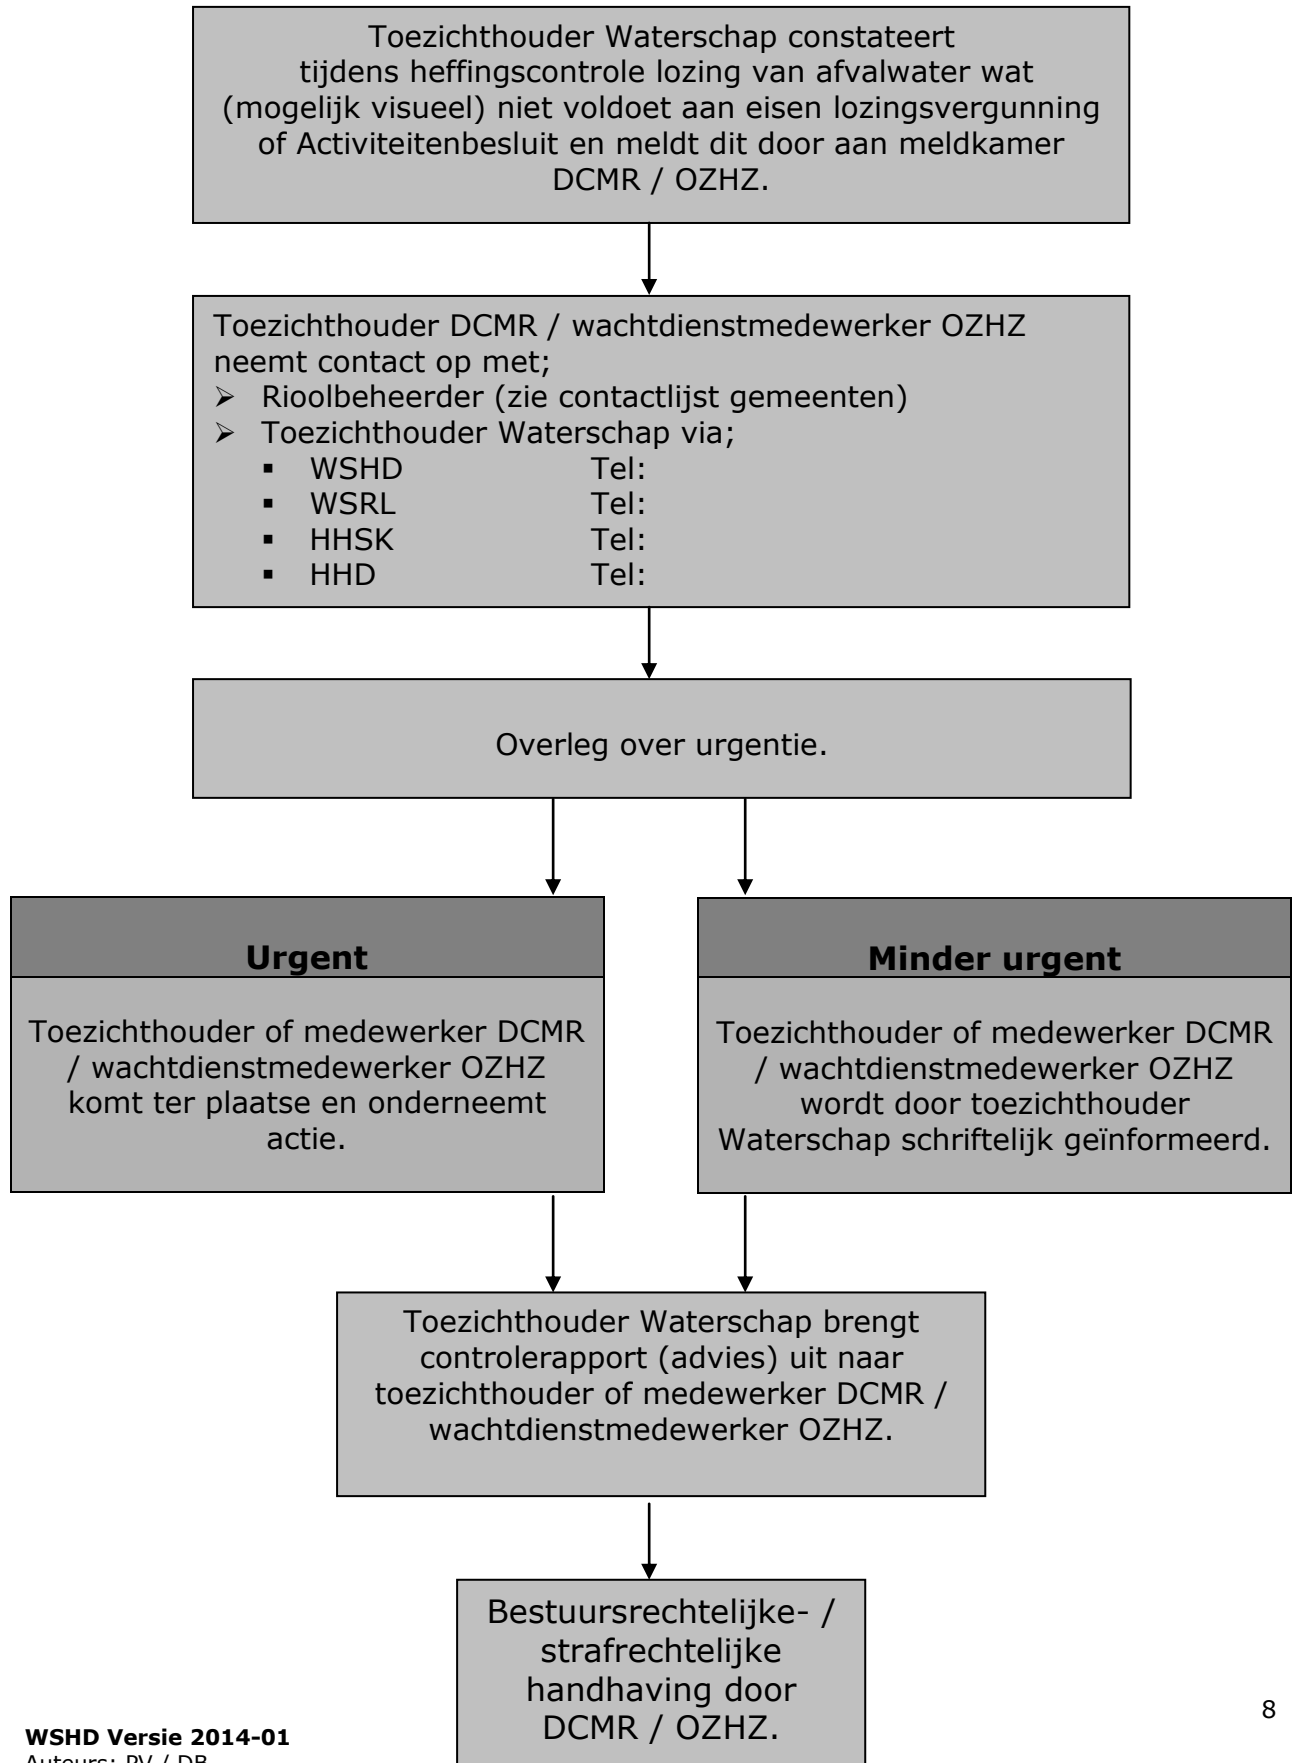 Toezichthouder Waterschap constateert
tijdens heffingscontrole lozing van afvalwater wat
(mogelijk visueel) niet voldoet aan eisen lozingsvergunning
of Activiteitenbesluit en meldt dit door aan meldkamer
DCMR / OZHZ.
Toezichthouder DCMR / wachtdienstmedewerker OZHZ
neemt contact op met;
➢ Rioolbeheerder (zie contactlijst gemeenten)
➢ Toezichthouder Waterschap via;
▪ WSHD Tel:
▪ WSRL Tel:
▪ HHSK Tel:
▪ HHD Tel:
Overleg over urgentie.
Urgent
Toezichthouder of medewerker DCMR
/ wachtdienstmedewerker OZHZ
komt ter plaatse en onderneemt
actie.
Minder urgent
Toezichthouder of medewerker DCMR
/ wachtdienstmedewerker OZHZ
wordt door toezichthouder
Waterschap schriftelijk geïnformeerd.
Toezichthouder Waterschap brengt
controlerapport (advies) uit naar
toezichthouder of medewerker DCMR /
wachtdienstmedewerker OZHZ.
Bestuursrechtelijke- /
strafrechtelijke
handhaving door
DCMR / OZHZ.
8
WSHD Versie 2014-01
Auteurs: PV / DB